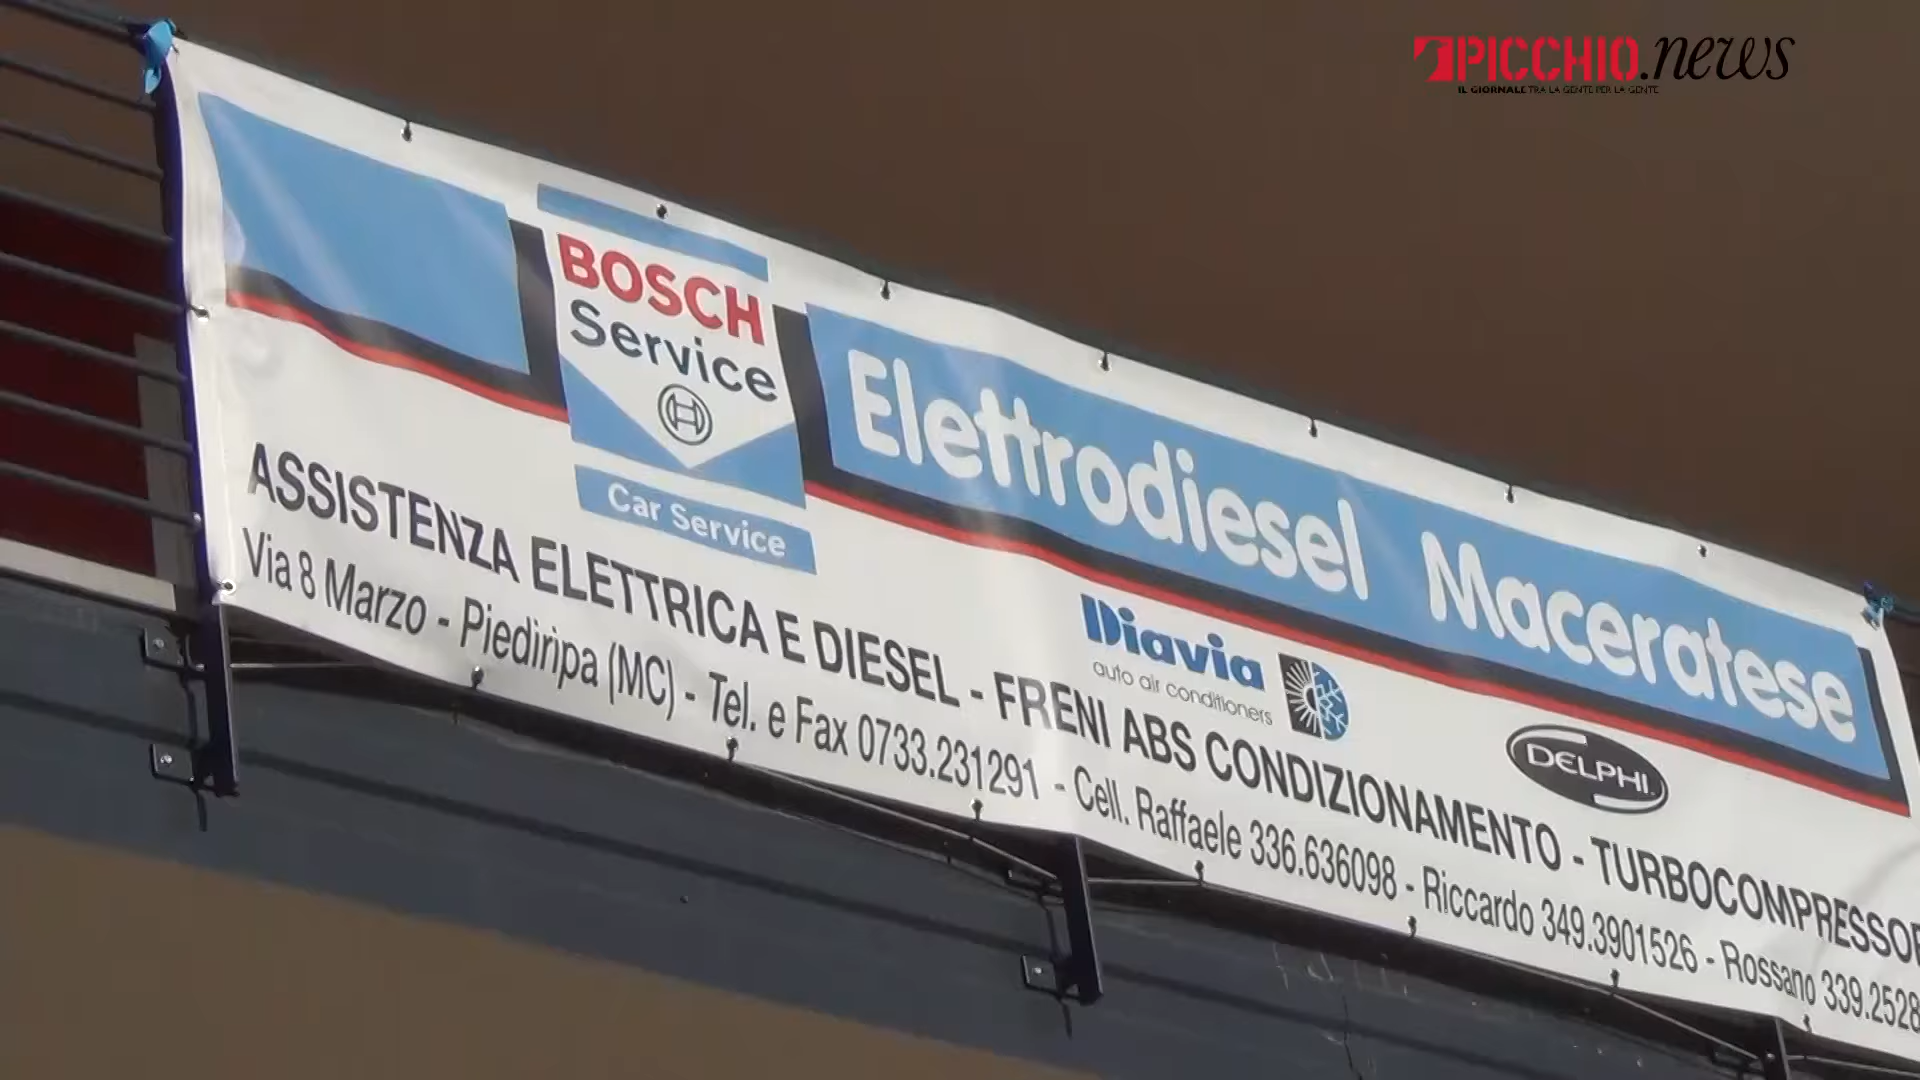 PICCHIO.news
IL GIORNALE TRA LA GENTE PER LA GENTE
BOSCH
Service
Car Service
Elettrodiesel Maceratese
Diavia
auto air conditioners
DELPHI
ASSISTENZA ELETTRICA E DIESEL - FRENI ABS CONDIZIONAMENTO - TURBOCOMPRESSOR
Via 8 Marzo - Piediripa (MC) - Tel. e Fax 0733.231291 - Cell. Raffaele 336.636098 - Riccardo 349.3901526 - Rossano 339.2528